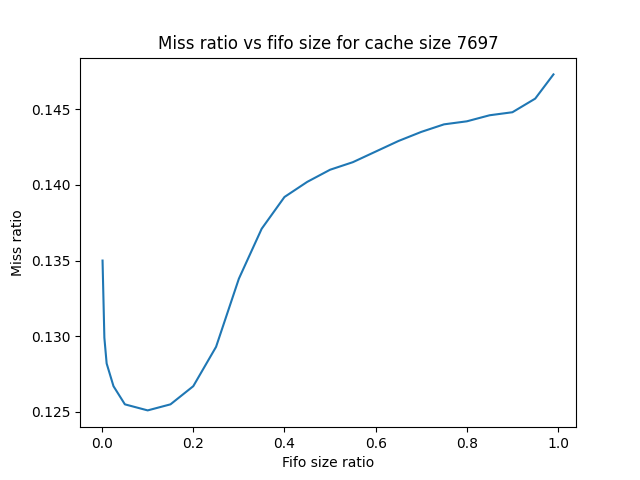 Miss ratio vs fifo size for cache size 7697
0.145
0.140
0.135
0.130
0.125
Miss ratio
0.0 0.2 0.4 0.6 0.8 1.0
Fifo size ratio